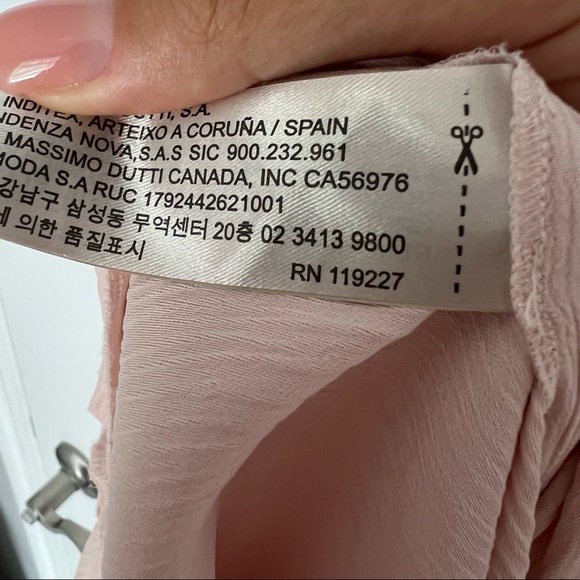 S.A.
INDITEX, ARTEIXO A CORUÑA / SPAIN
NDENZA NOVA,S.A.S SIC 900.232.961
MASSIMO DUTTI CANADA, INC CA56976
MODA S.A RUC 1792442621001
강남구 삼성동 무역센터 20층 02 3413 9800
의한 품질표시
RN 119227